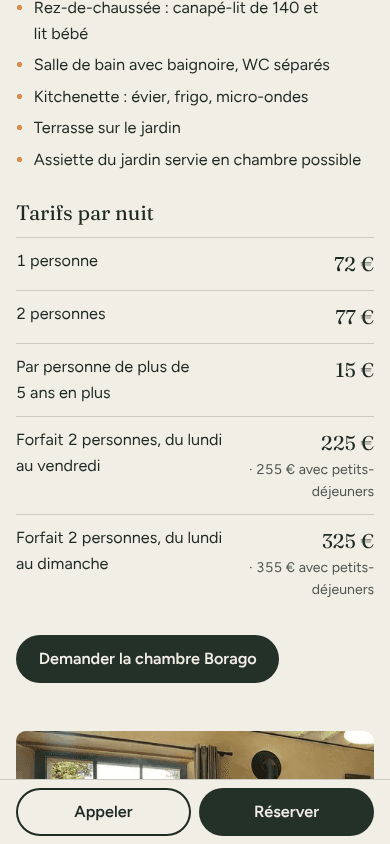 Rez-de-chaussée : canapé-lit de 140 et
lit bébé
Salle de bain avec baignoire, WC séparés
Kitchenette : évier, frigo, micro-ondes
Terrasse sur le jardin
Assiette du jardin servie en chambre possible
Tarifs par nuit
1 personne
72 €
2 personnes
77 €
Par personne de plus de
5 ans en plus
15 €
Forfait 2 personnes, du lundi
au vendredi
225 €
· 255 € avec petits-
déjeuners
Forfait 2 personnes, du lundi
au dimanche
325 €
· 355 € avec petits-
déjeuners
Demander la chambre Borago
Appeler
Réserver